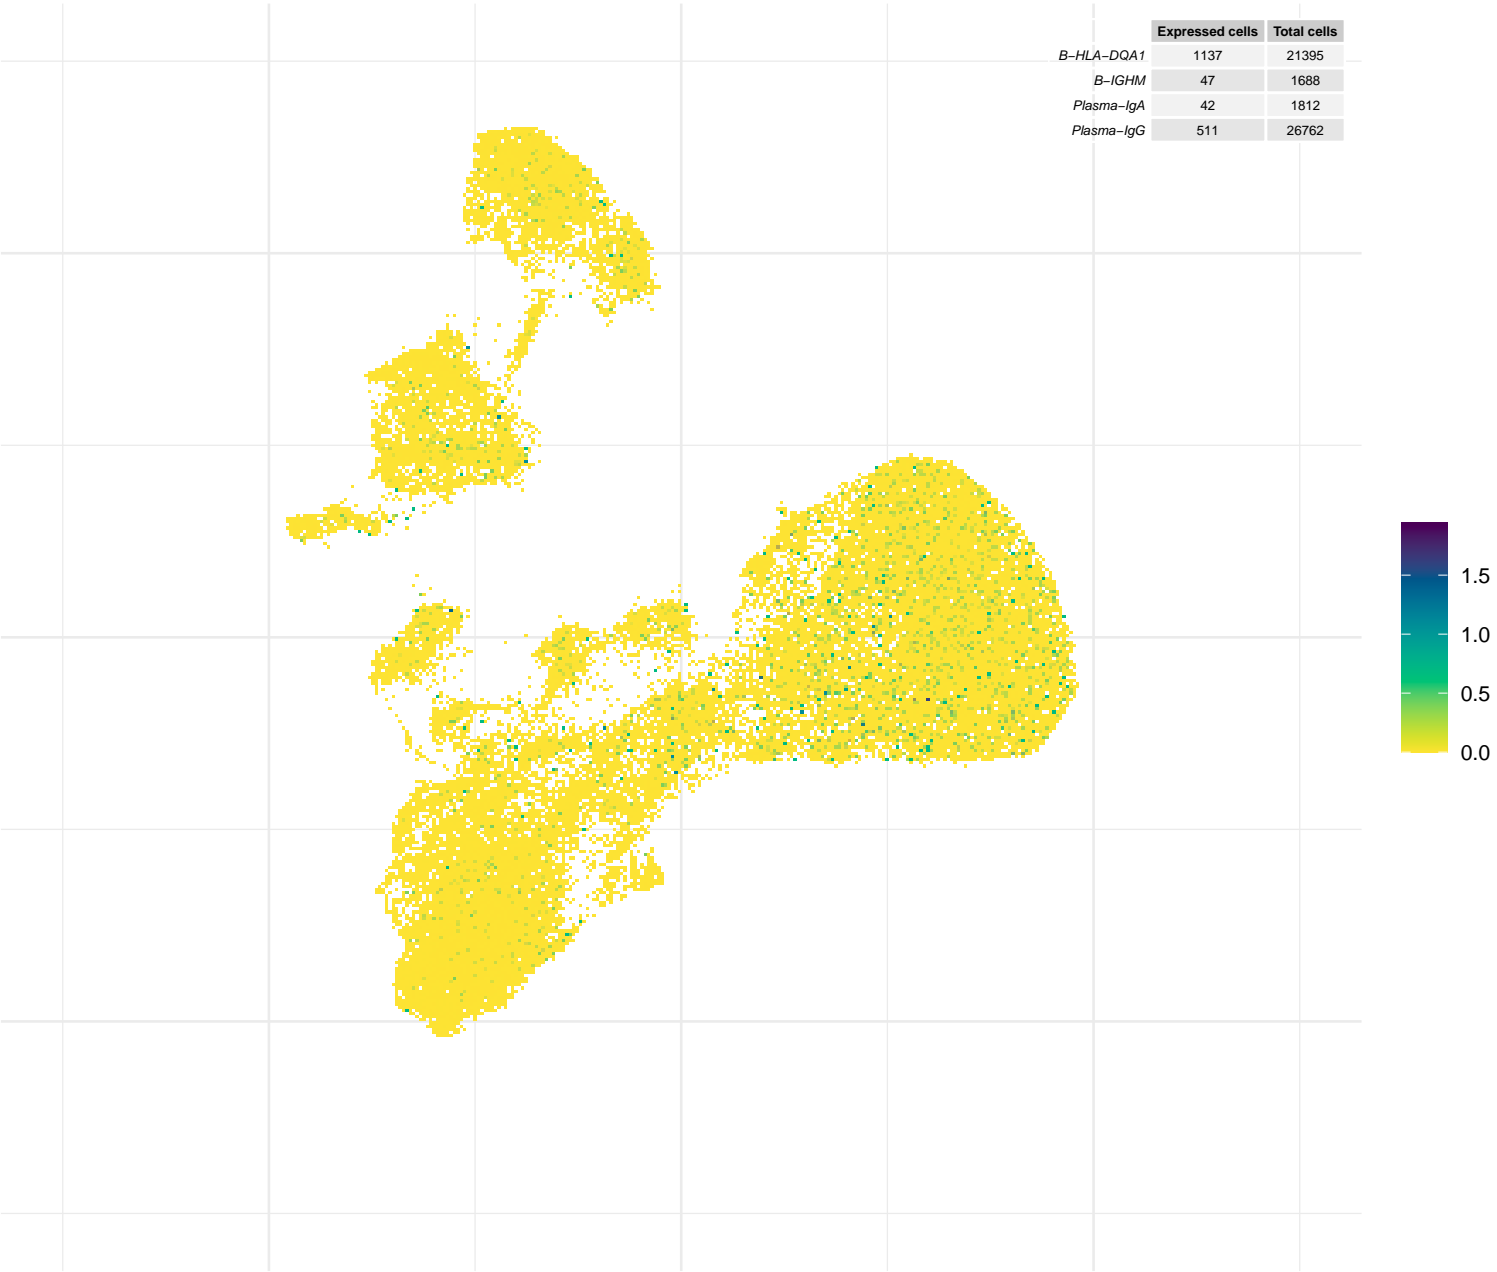 Expressed cells Total cells
B−HLA−DQA1 1137 21395
B−IGHM 47 1688
Plasma−IgA 42 1812
Plasma−IgG 511 26762
1.5
1.0
0.5
0.0